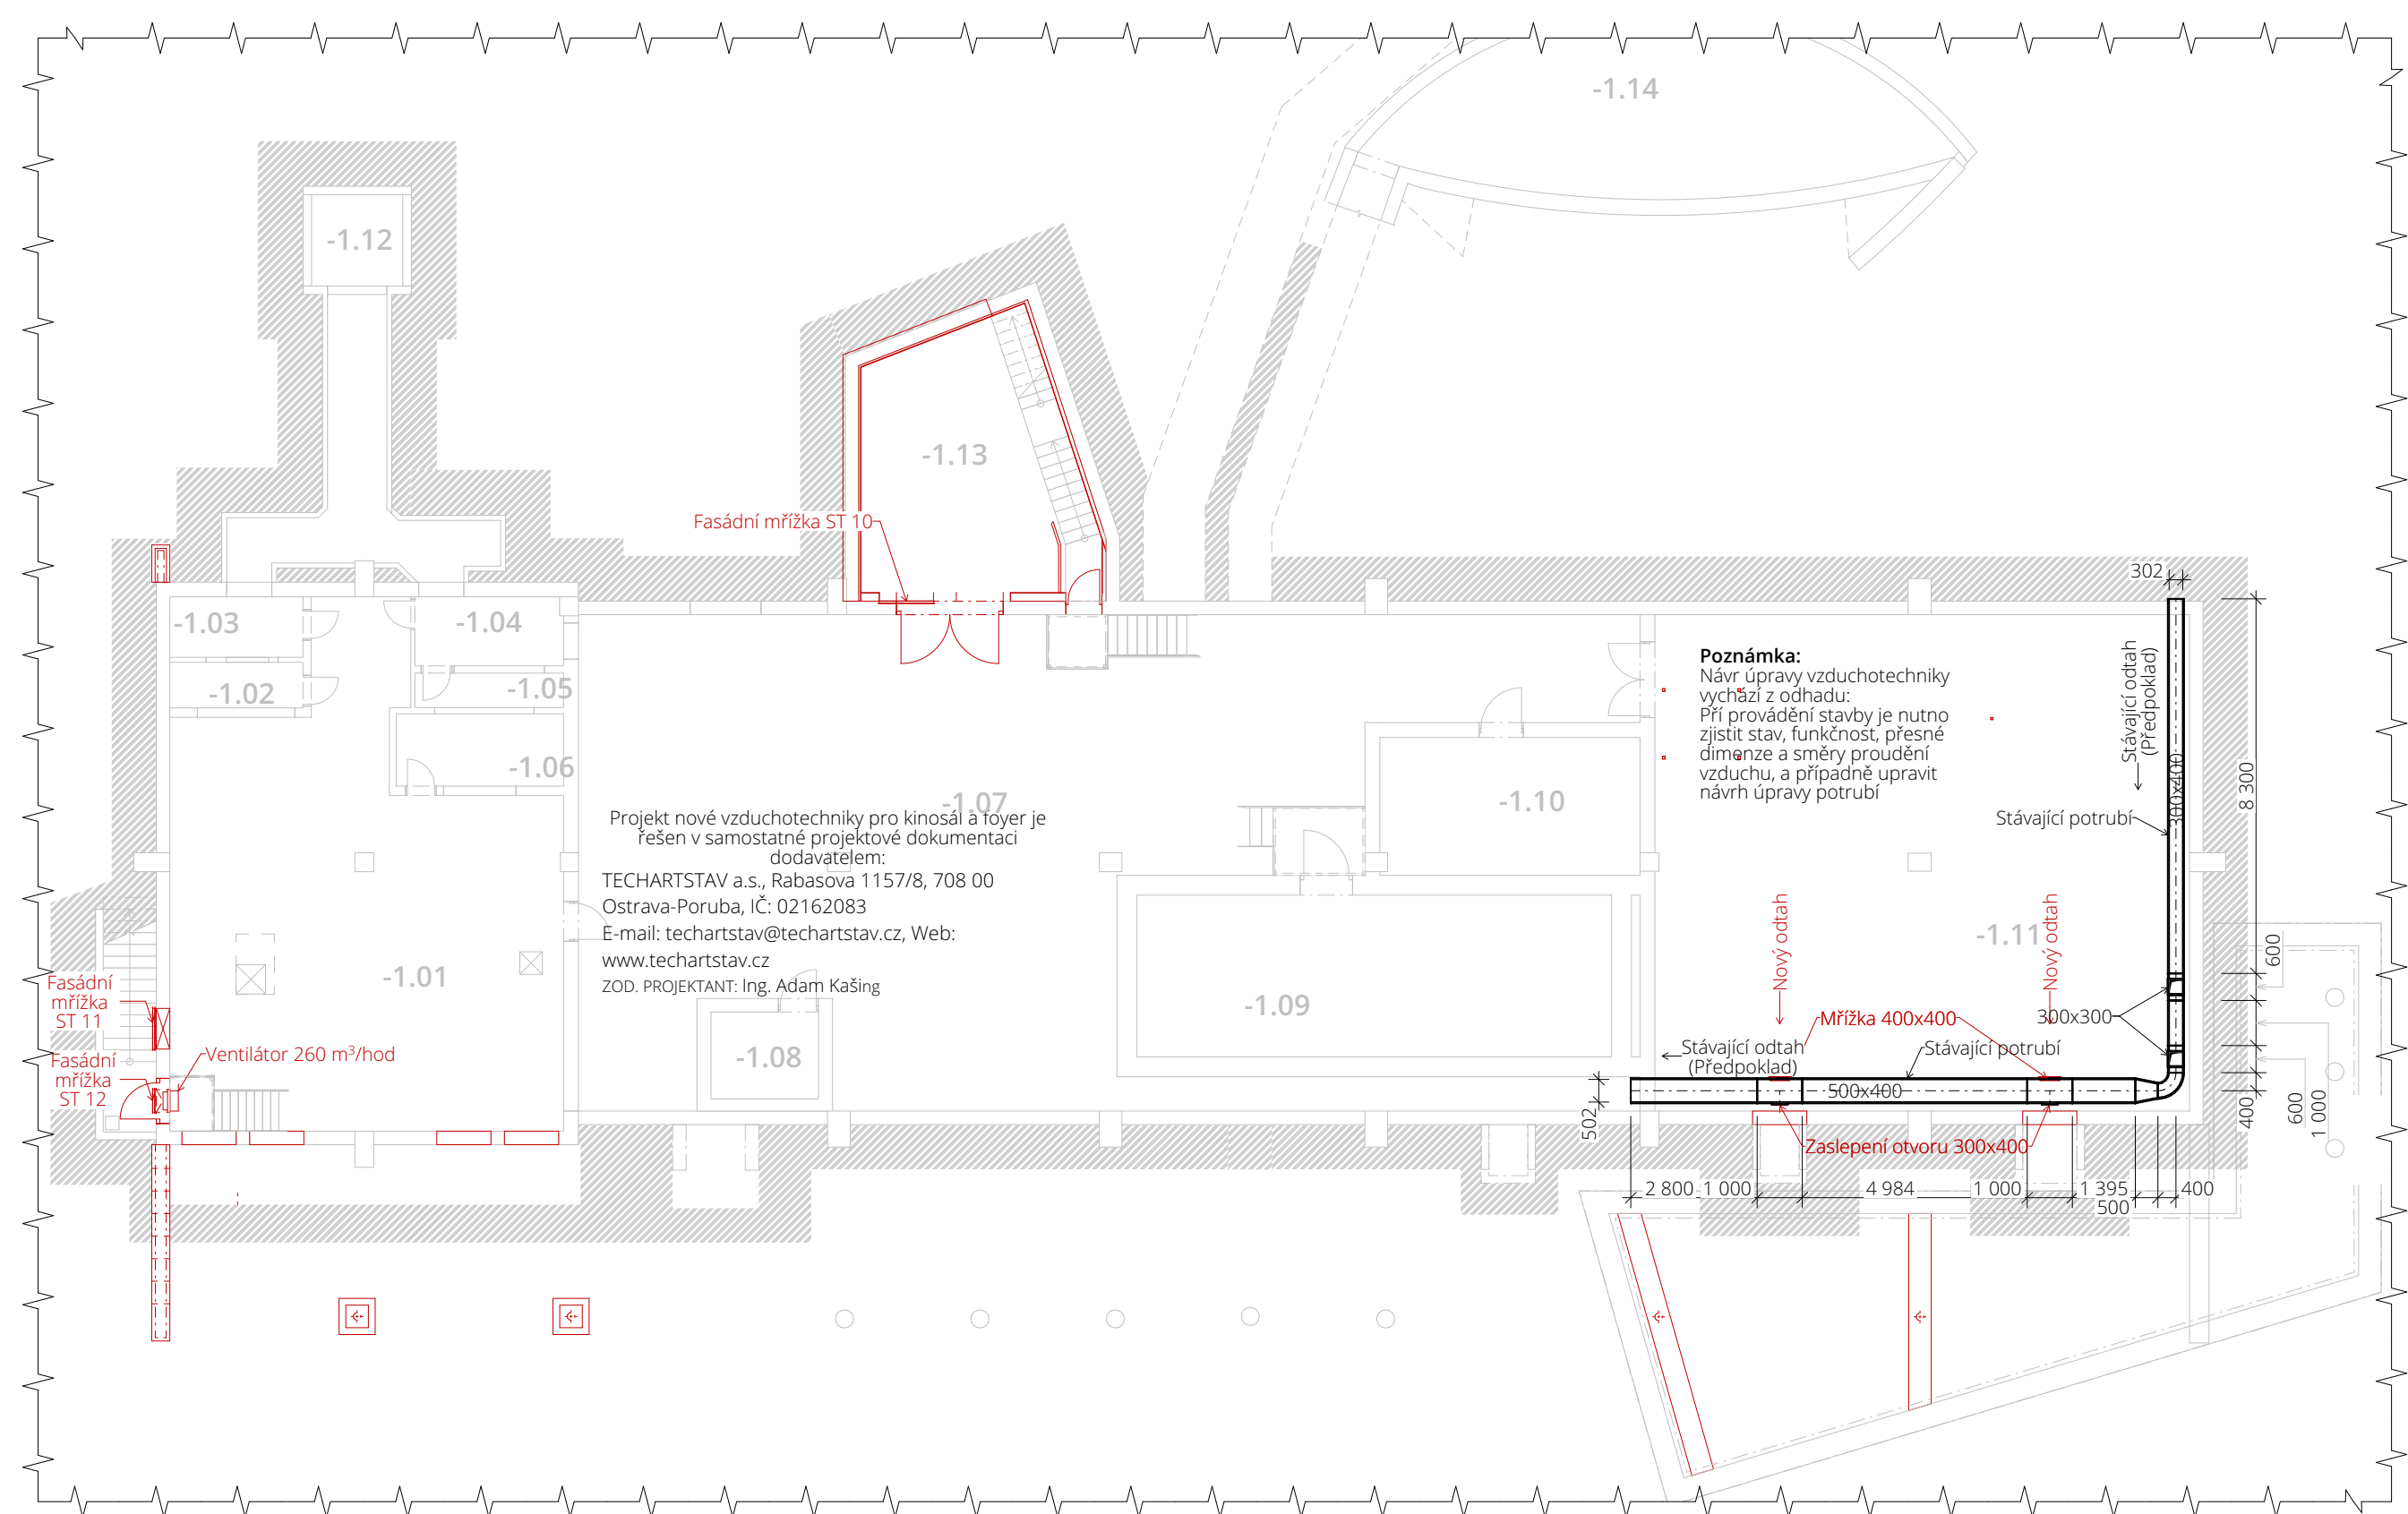 -1.14
-1.12
-1.13
Fasádní mřížka ST 10
302
-1.03
-1.04
-1.02
-1.05
-1.06
-1.07
Projekt nové vzduchotechniky pro kinosál a foyer je
řešen v samostatné projektové dokumentaci
dodavatelem:
TECHARTSTAV a.s., Rabasova 1157/8, 708 00
Ostrava-Poruba, IČ: 02162083
E-mail: techartstav@techartstav.cz, Web:
www.techartstav.cz
ZOD. PROJEKTANT: Ing. Adam Kašing
-1.10
Poznámka:
Návr úpravy vzduchotechniky
vychází z odhadu:
Pří provádění stavby je nutno
zjistit stav, funkčnost, přesné
dimenze a směry proudění
vzduchu, a případně upravit
návrh úpravy potrubí
Stávající odtah
(Předpoklad)
300x400
8 300
Stávající potrubí
-1.01
-1.08
-1.09
-1.11
Nový odtah
Nový odtah
600
Fasádní
mřížka
ST 11
Fasádní
mřížka
ST 12
Ventilátor 260 m³/hod
Mřížka 400x400
300x300
Stávající odtah
(Předpoklad)
Stávající potrubí
500x400
502
400
600
1 000
Zaslepení otvoru 300x400
2 800
1 000
4 984
1 000
1 395
400
500